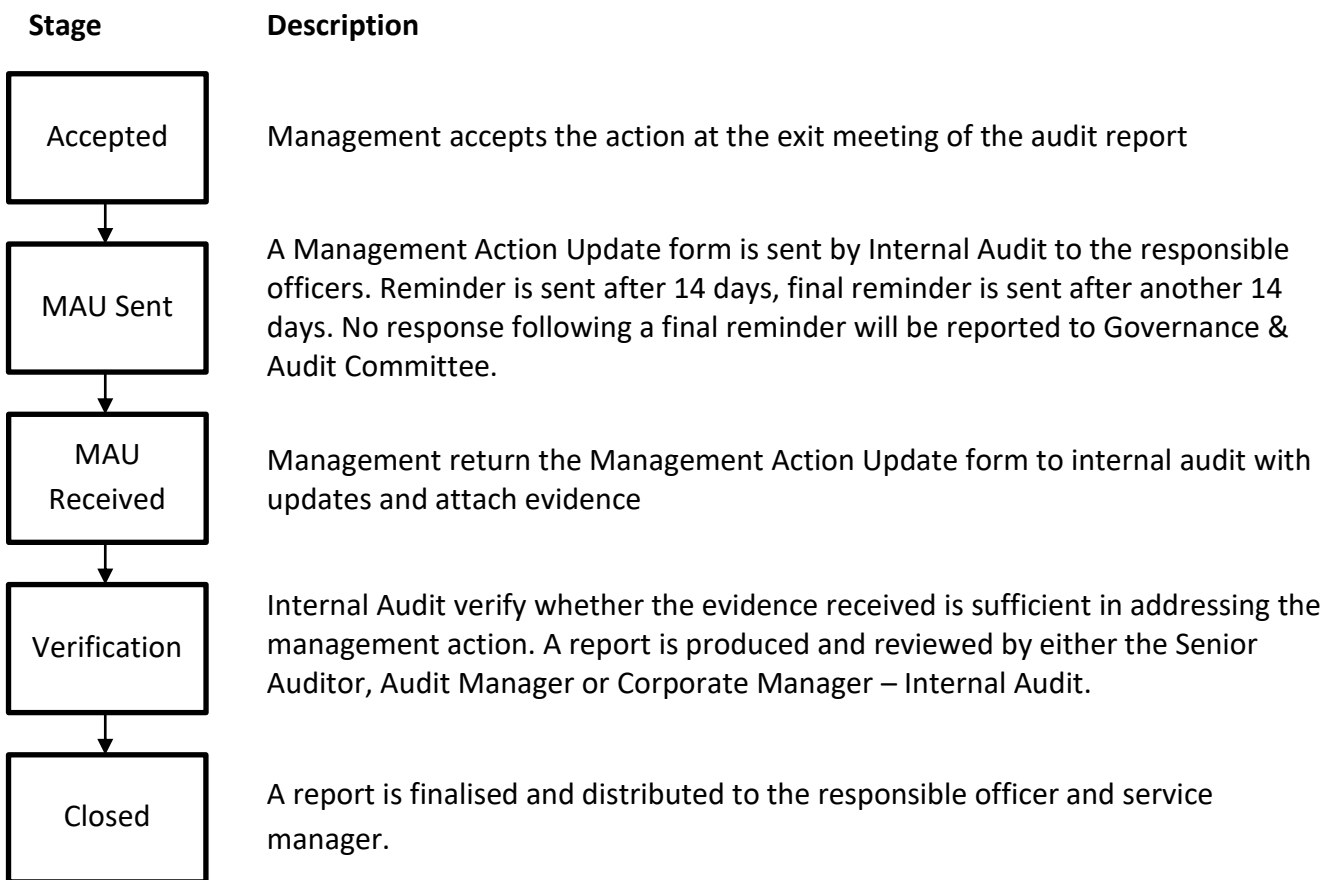 Stage Description
Accepted
Management accepts the action at the exit meeting of the audit report
MAU Sent
A Management Action Update form is sent by Internal Audit to the responsible
officers. Reminder is sent after 14 days, final reminder is sent after another 14
days. No response following a final reminder will be reported to Governance &
Audit Committee.
MAU
Received
Management return the Management Action Update form to internal audit with
updates and attach evidence
Verification
Internal Audit verify whether the evidence received is sufficient in addressing the
management action. A report is produced and reviewed by either the Senior
Auditor, Audit Manager or Corporate Manager – Internal Audit.
Closed
A report is finalised and distributed to the responsible officer and service
manager.